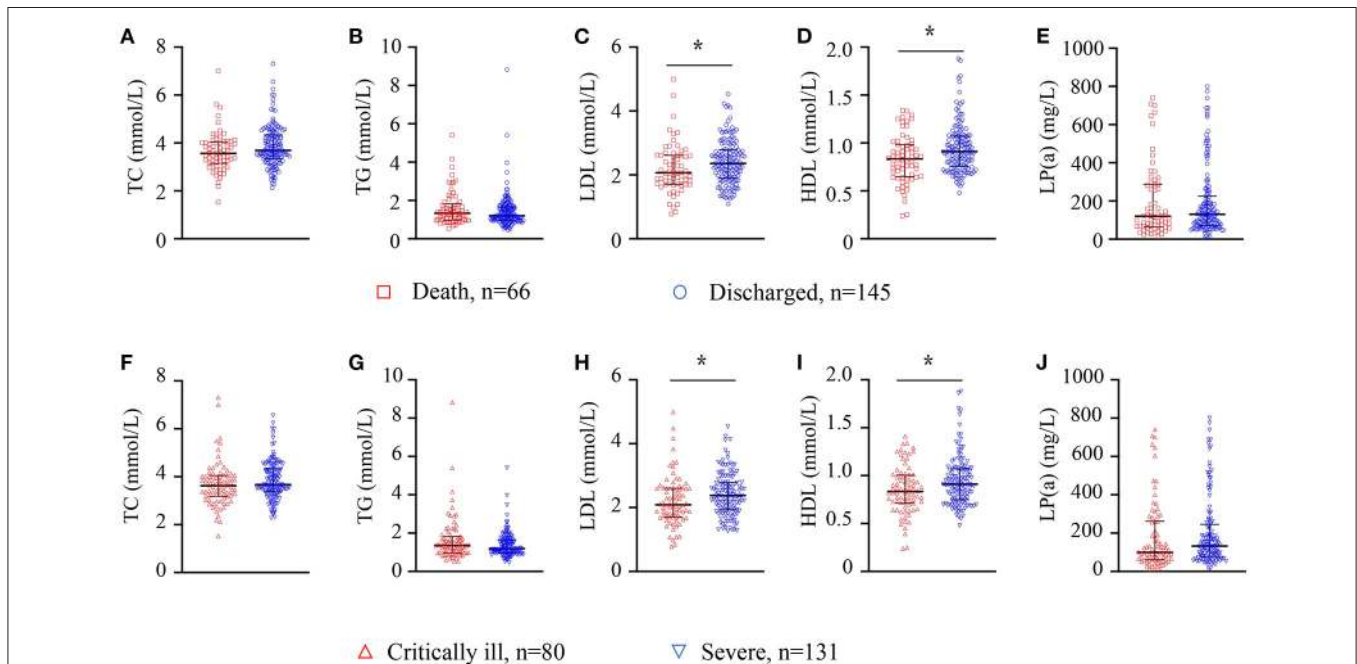 A
TC (mmol/L)
8
6
4
2
0
B
TG (mmol/L)
10
8
6
4
2
0
C
LDL (mmol/L)
6
4
2
0
*
D
HDL (mmol/L)
2.0
1.5
1.0
0.5
0
*
E
LP(a) (mg/L)
1000
800
600
400
200
0
Death, n=66
Discharged, n=145
F
TC (mmol/L)
8
6
4
2
0
G
TG (mmol/L)
10
8
6
4
2
0
H
LDL (mmol/L)
6
4
2
0
*
I
HDL (mmol/L)
2.0
1.5
1.0
0.5
0
*
J
LP(a) (mg/L)
1000
800
600
400
200
0
Critically ill, n=80
Severe, n=131